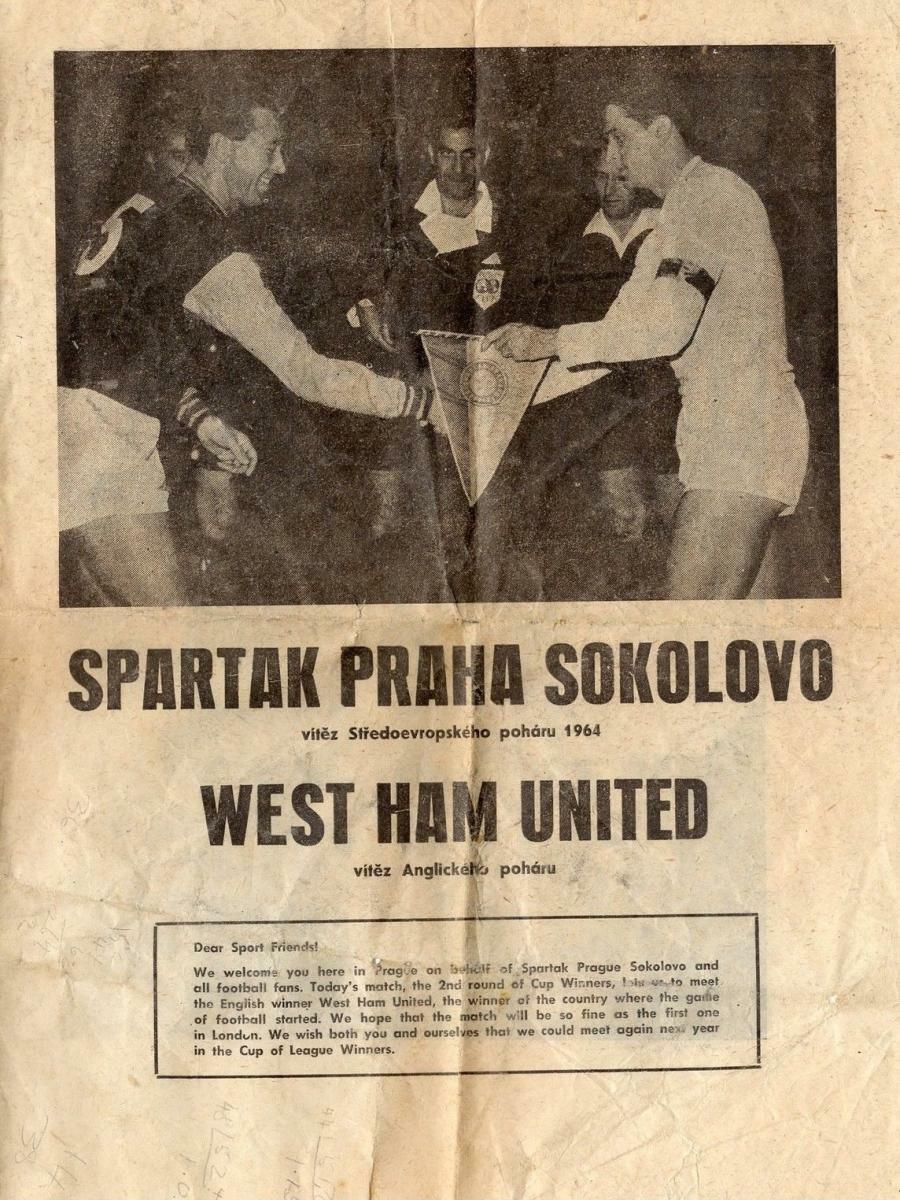 5
SPARTAK PRAHA SOKOLOVO
vítěz Středoevropského poháru 1964
WEST HAM UNITED
vítěz Anglického poháru
Dear Sport Friends!
We welcome you here in Prague on behalf of Spartak Prague Sokolovo and
all football fans. Today's match, the 2nd round of Cup Winners, us to meet
the English winner West Ham United, the winner of the country where the game
of football started. We hope that the match will be so fine as the first one
in London. We wish both you and ourselves that we could meet again next year
in the Cup of League Winners.